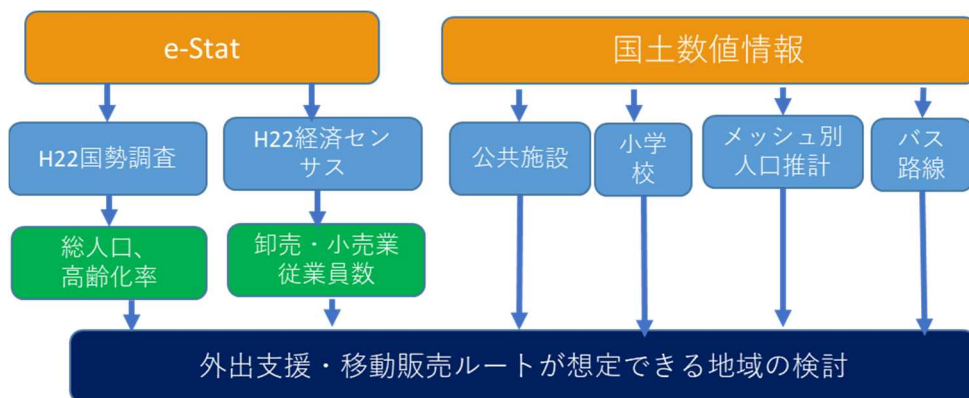 e-Stat
国土数値情報
H22国勢調査
H22経済セン
サス
公共施設
小学
校
メッシュ別
人口推計
バス
路線
総人口、
高齢化率
卸売・小売業
従業員数
外出支援・移動販売ルートが想定できる地域の検討